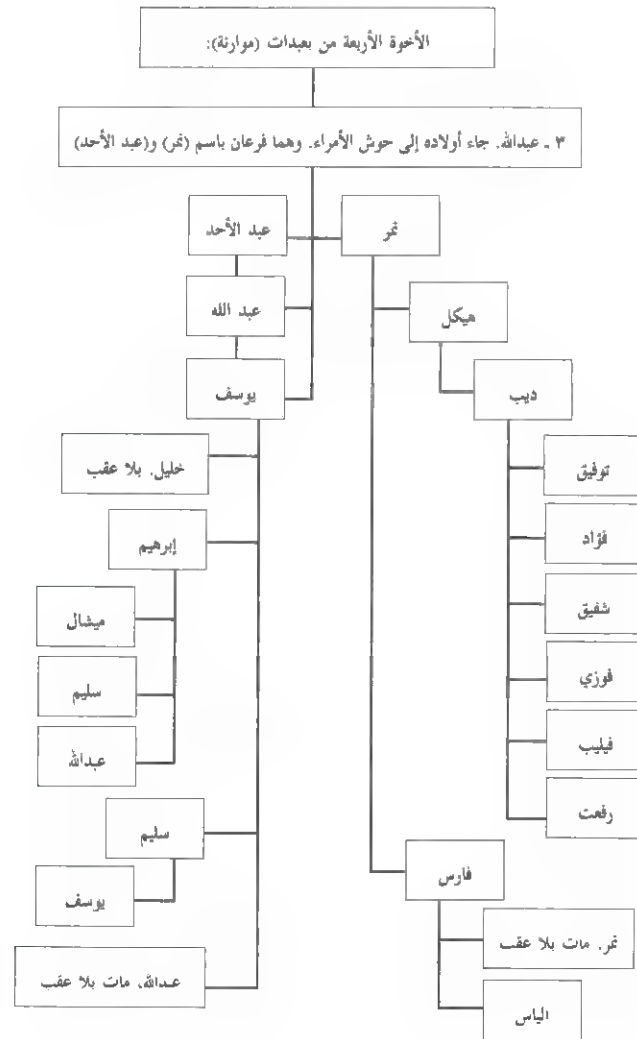 الأخوة الأربعة من بعبدات (موارنة):
٣ ـ عبدالله. جاء أولاده إلى حوش الأمراء. وهما فرعان باسم (نمر) و(عبد الأحد)
نمر
عبد الأحد
هيكل
عبد الله
ديب
يوسف
توفيق
خليل. بلا عقب
فؤاد
إبرهيم
شفيق
ميشال
فوزي
سليم
فيليب
عبدالله
رفعت
سليم
فارس
يوسف
نمر. مات بلا عقب
عبدالله، مات بلا عقب
الياس